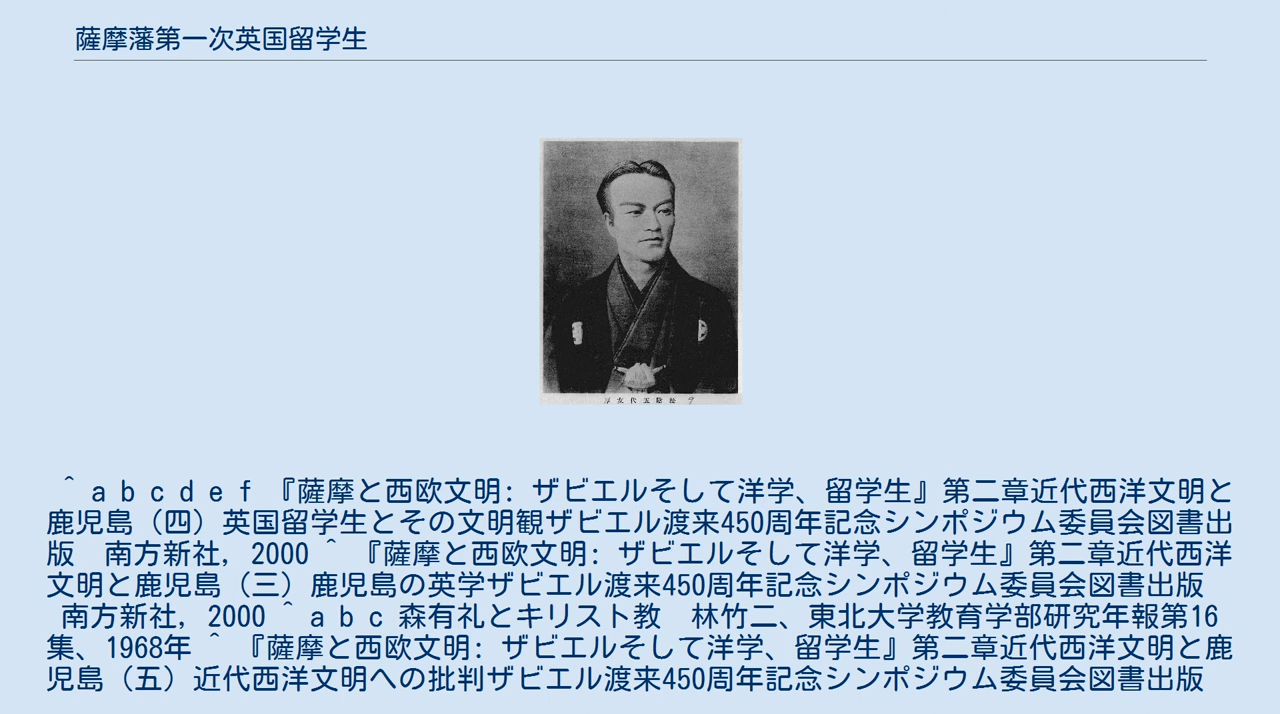 薩摩藩第一次英国留学生
厚友代五陰松
＾ a b c d e f 『薩摩と西欧文明: ザビエルそして洋学、留学生』第二章近代西洋文明と
鹿児島（四）英国留学生とその文明観ザビエル渡来450周年記念シンポジウム委員会図書出
版　南方新社, 2000 ＾ 『薩摩と西欧文明: ザビエルそして洋学、留学生』第二章近代西洋
文明と鹿児島（三）鹿児島の英学ザビエル渡来450周年記念シンポジウム委員会図書出版
南方新社, 2000 ＾ a b c 森有礼とキリスト教　林竹二、東北大学教育学部研究年報第16
集、1968年 ＾ 『薩摩と西欧文明: ザビエルそして洋学、留学生』第二章近代西洋文明と鹿
児島（五）近代西洋文明への批判ザビエル渡来450周年記念シンポジウム委員会図書出版